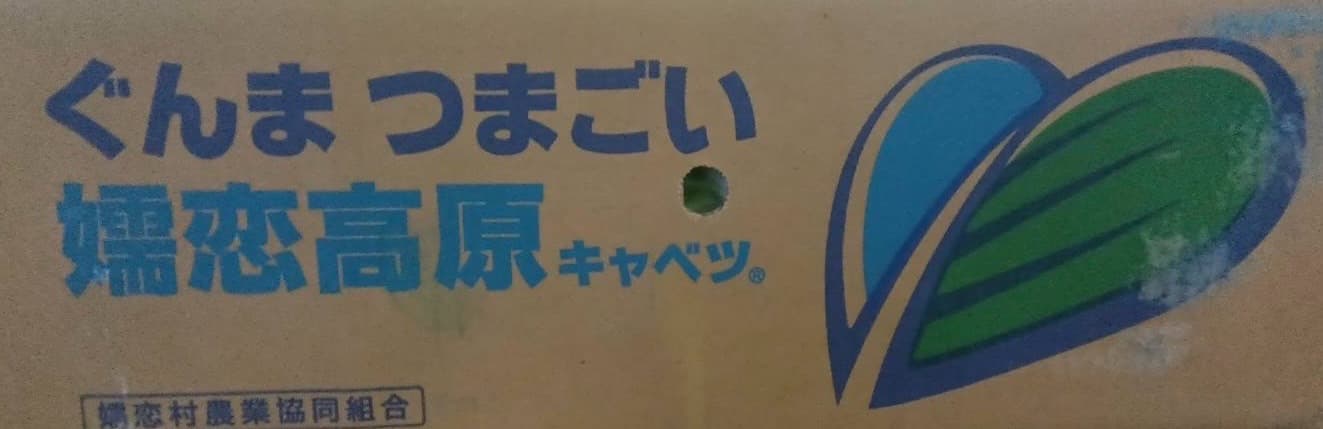 ぐんま つまごい
嬬恋高原キャベツ®
嬬恋村農業協同組合